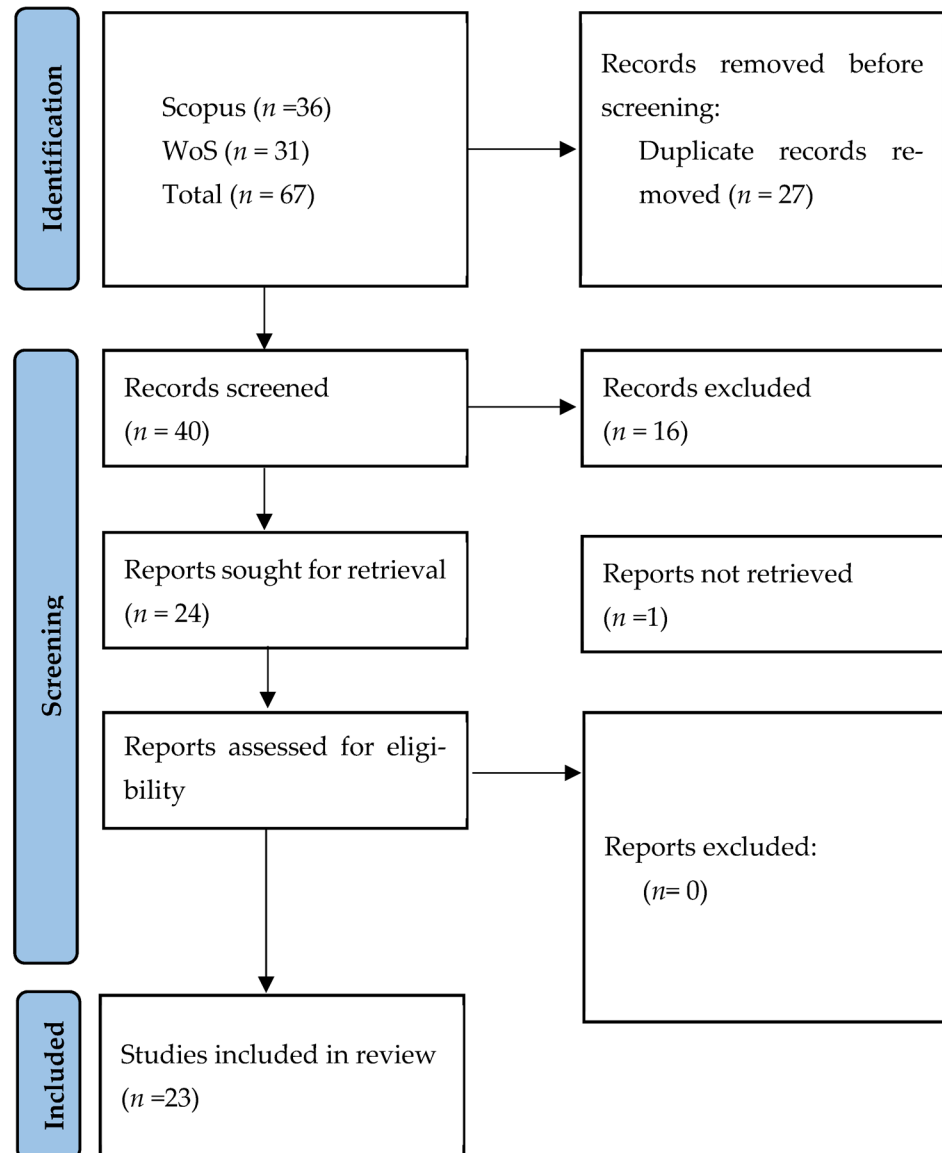 Identification
Scopus (n =36)
WoS (n = 31)
Total (n = 67)
Records removed before
screening:
Duplicate records re-
moved (n = 27)
Screening
Records screened
(n = 40)
Records excluded
(n = 16)
Reports sought for retrieval
(n = 24)
Reports not retrieved
(n =1)
Reports assessed for eligi-
bility
Reports excluded:
(n= 0)
Included
Studies included in review
(n =23)